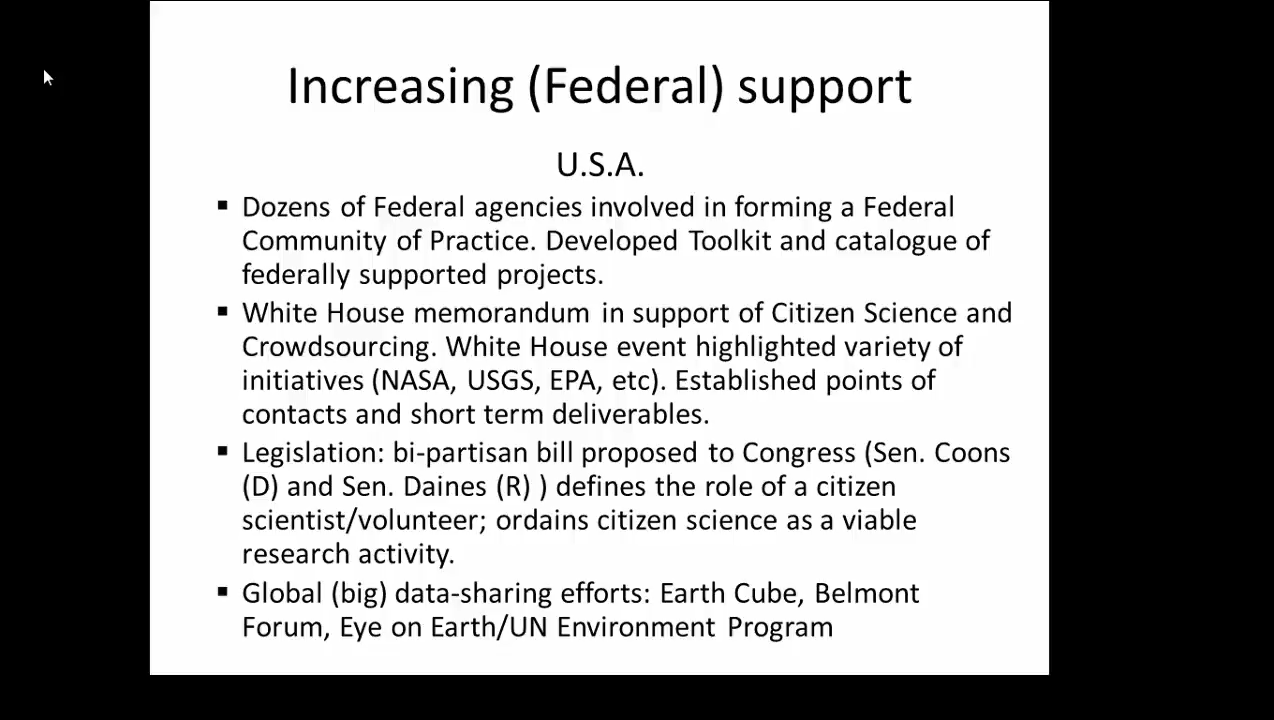 Increasing (Federal) support
U.S.A.
▪ Dozens of Federal agencies involved in forming a Federal
Community of Practice. Developed Toolkit and catalogue of
federally supported projects.
▪ White House memorandum in support of Citizen Science and
Crowdsourcing. White House event highlighted variety of
initiatives (NASA, USGS, EPA, etc). Established points of
contacts and short term deliverables.
▪ Legislation: bi-partisan bill proposed to Congress (Sen. Coons
(D) and Sen. Daines (R) ) defines the role of a citizen
scientist/volunteer; ordains citizen science as a viable
research activity.
▪ Global (big) data-sharing efforts: Earth Cube, Belmont
Forum, Eye on Earth/UN Environment Program